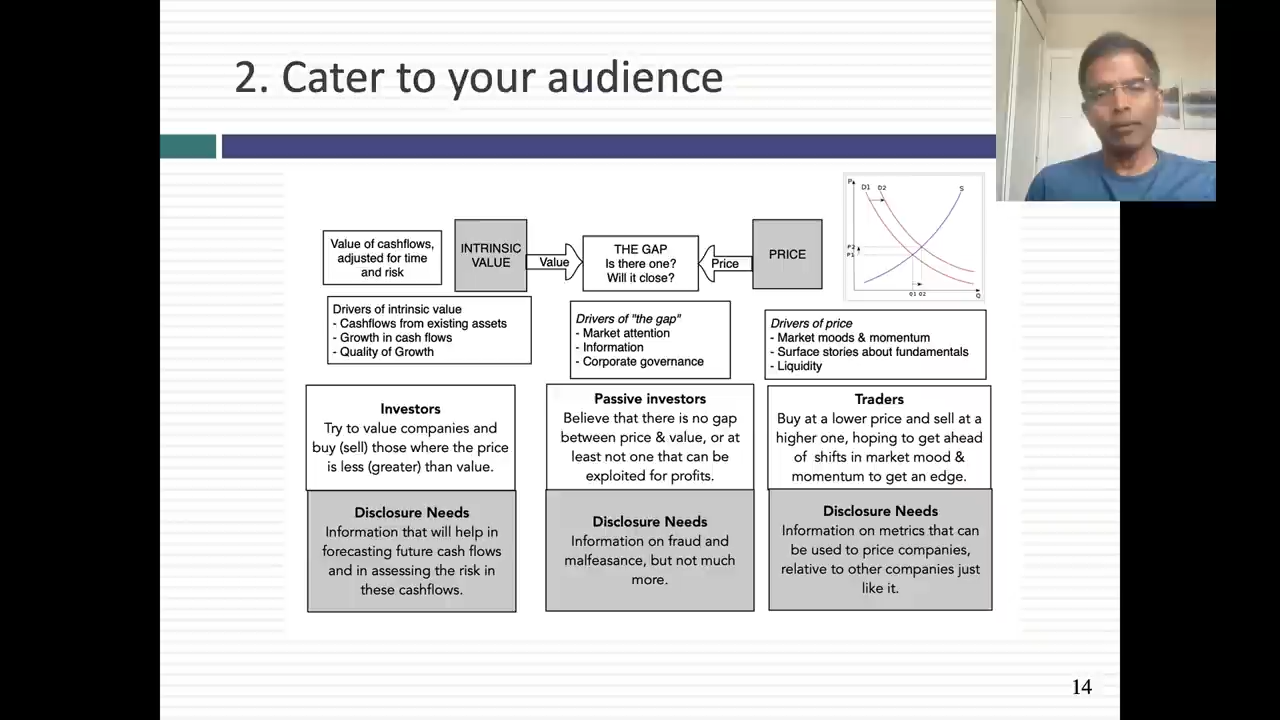 2. Cater to your audience
Value of cashflows,
adjusted for time
and risk
INTRINSIC
VALUE
Value
THE GAP
Is there one?
Will it close?
Price
PRICE
P
D1
D2
S
P2
P1
Q1
Q2
Q
Drivers of intrinsic value
- Cashflows from existing assets
- Growth in cash flows
- Quality of Growth
Drivers of "the gap"
- Market attention
- Information
- Corporate governance
Drivers of price
- Market moods & momentum
- Surface stories about fundamentals
- Liquidity
Investors
Try to value companies and
buy (sell) those where the price
is less (greater) than value.
Passive investors
Believe that there is no gap
between price & value, or at
least not one that can be
exploited for profits.
Traders
Buy at a lower price and sell at a
higher one, hoping to get ahead
of shifts in market mood &
momentum to get an edge.
Disclosure Needs
Information that will help in
forecasting future cash flows
and in assessing the risk in
these cashflows.
Disclosure Needs
Information on fraud and
malfeasance, but not much
more.
Disclosure Needs
Information on metrics that can
be used to price companies,
relative to other companies just
like it.
14